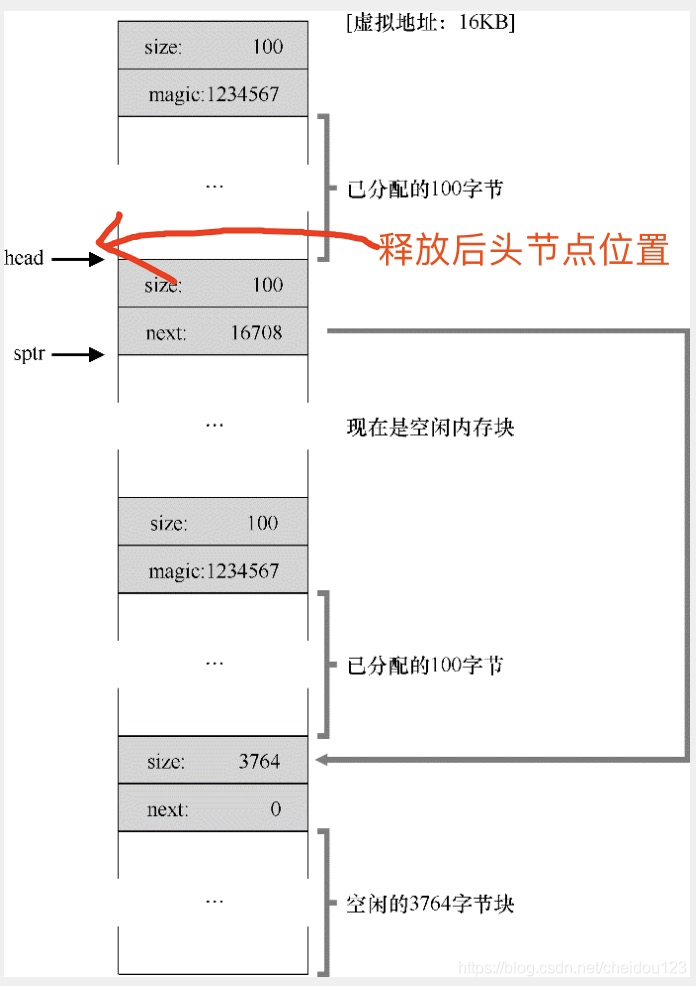 [虚拟地址：16KB]
size: 100
magic:1234567
...
已分配的100字节
释放后头节点位置
head
size: 100
next: 16708
sptr
...
现在是空闲内存块
size: 100
magic:1234567
...
已分配的100字节
size: 3764
next: 0
...
空闲的3764字节块
https://blog.csdn.net/cheidou123